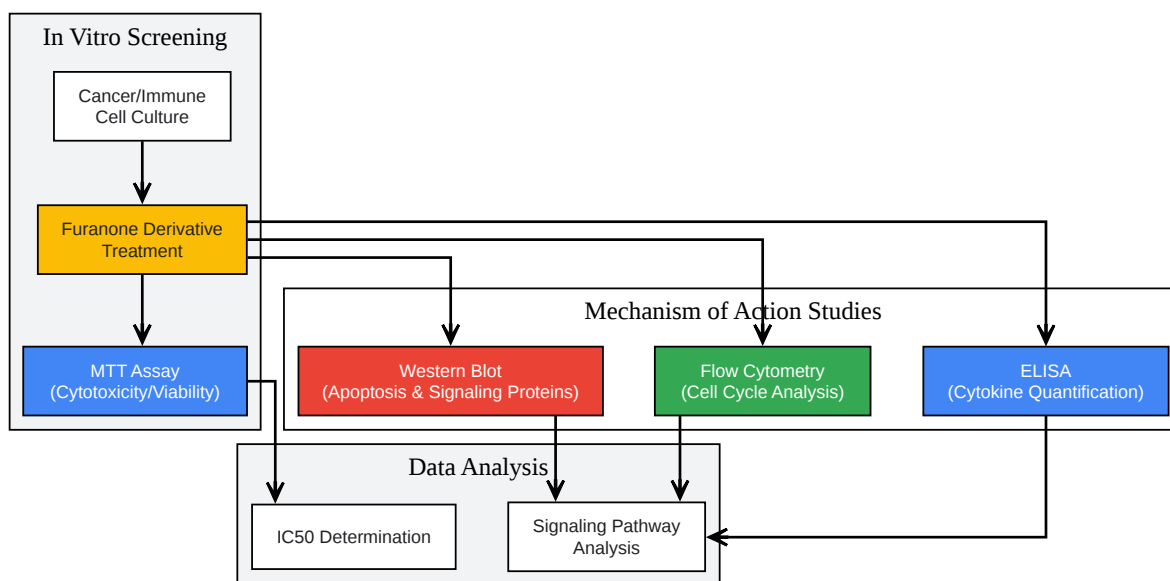 In Vitro Screening
Cancer/Immune
Cell Culture
Furanone Derivative
Treatment
MTT Assay
(Cytotoxicity/Viability)
Mechanism of Action Studies
Western Blot
(Apoptosis & Signaling Proteins)
Flow Cytometry
(Cell Cycle Analysis)
ELISA
(Cytokine Quantification)
Data Analysis
IC50 Determination
Signaling Pathway
Analysis